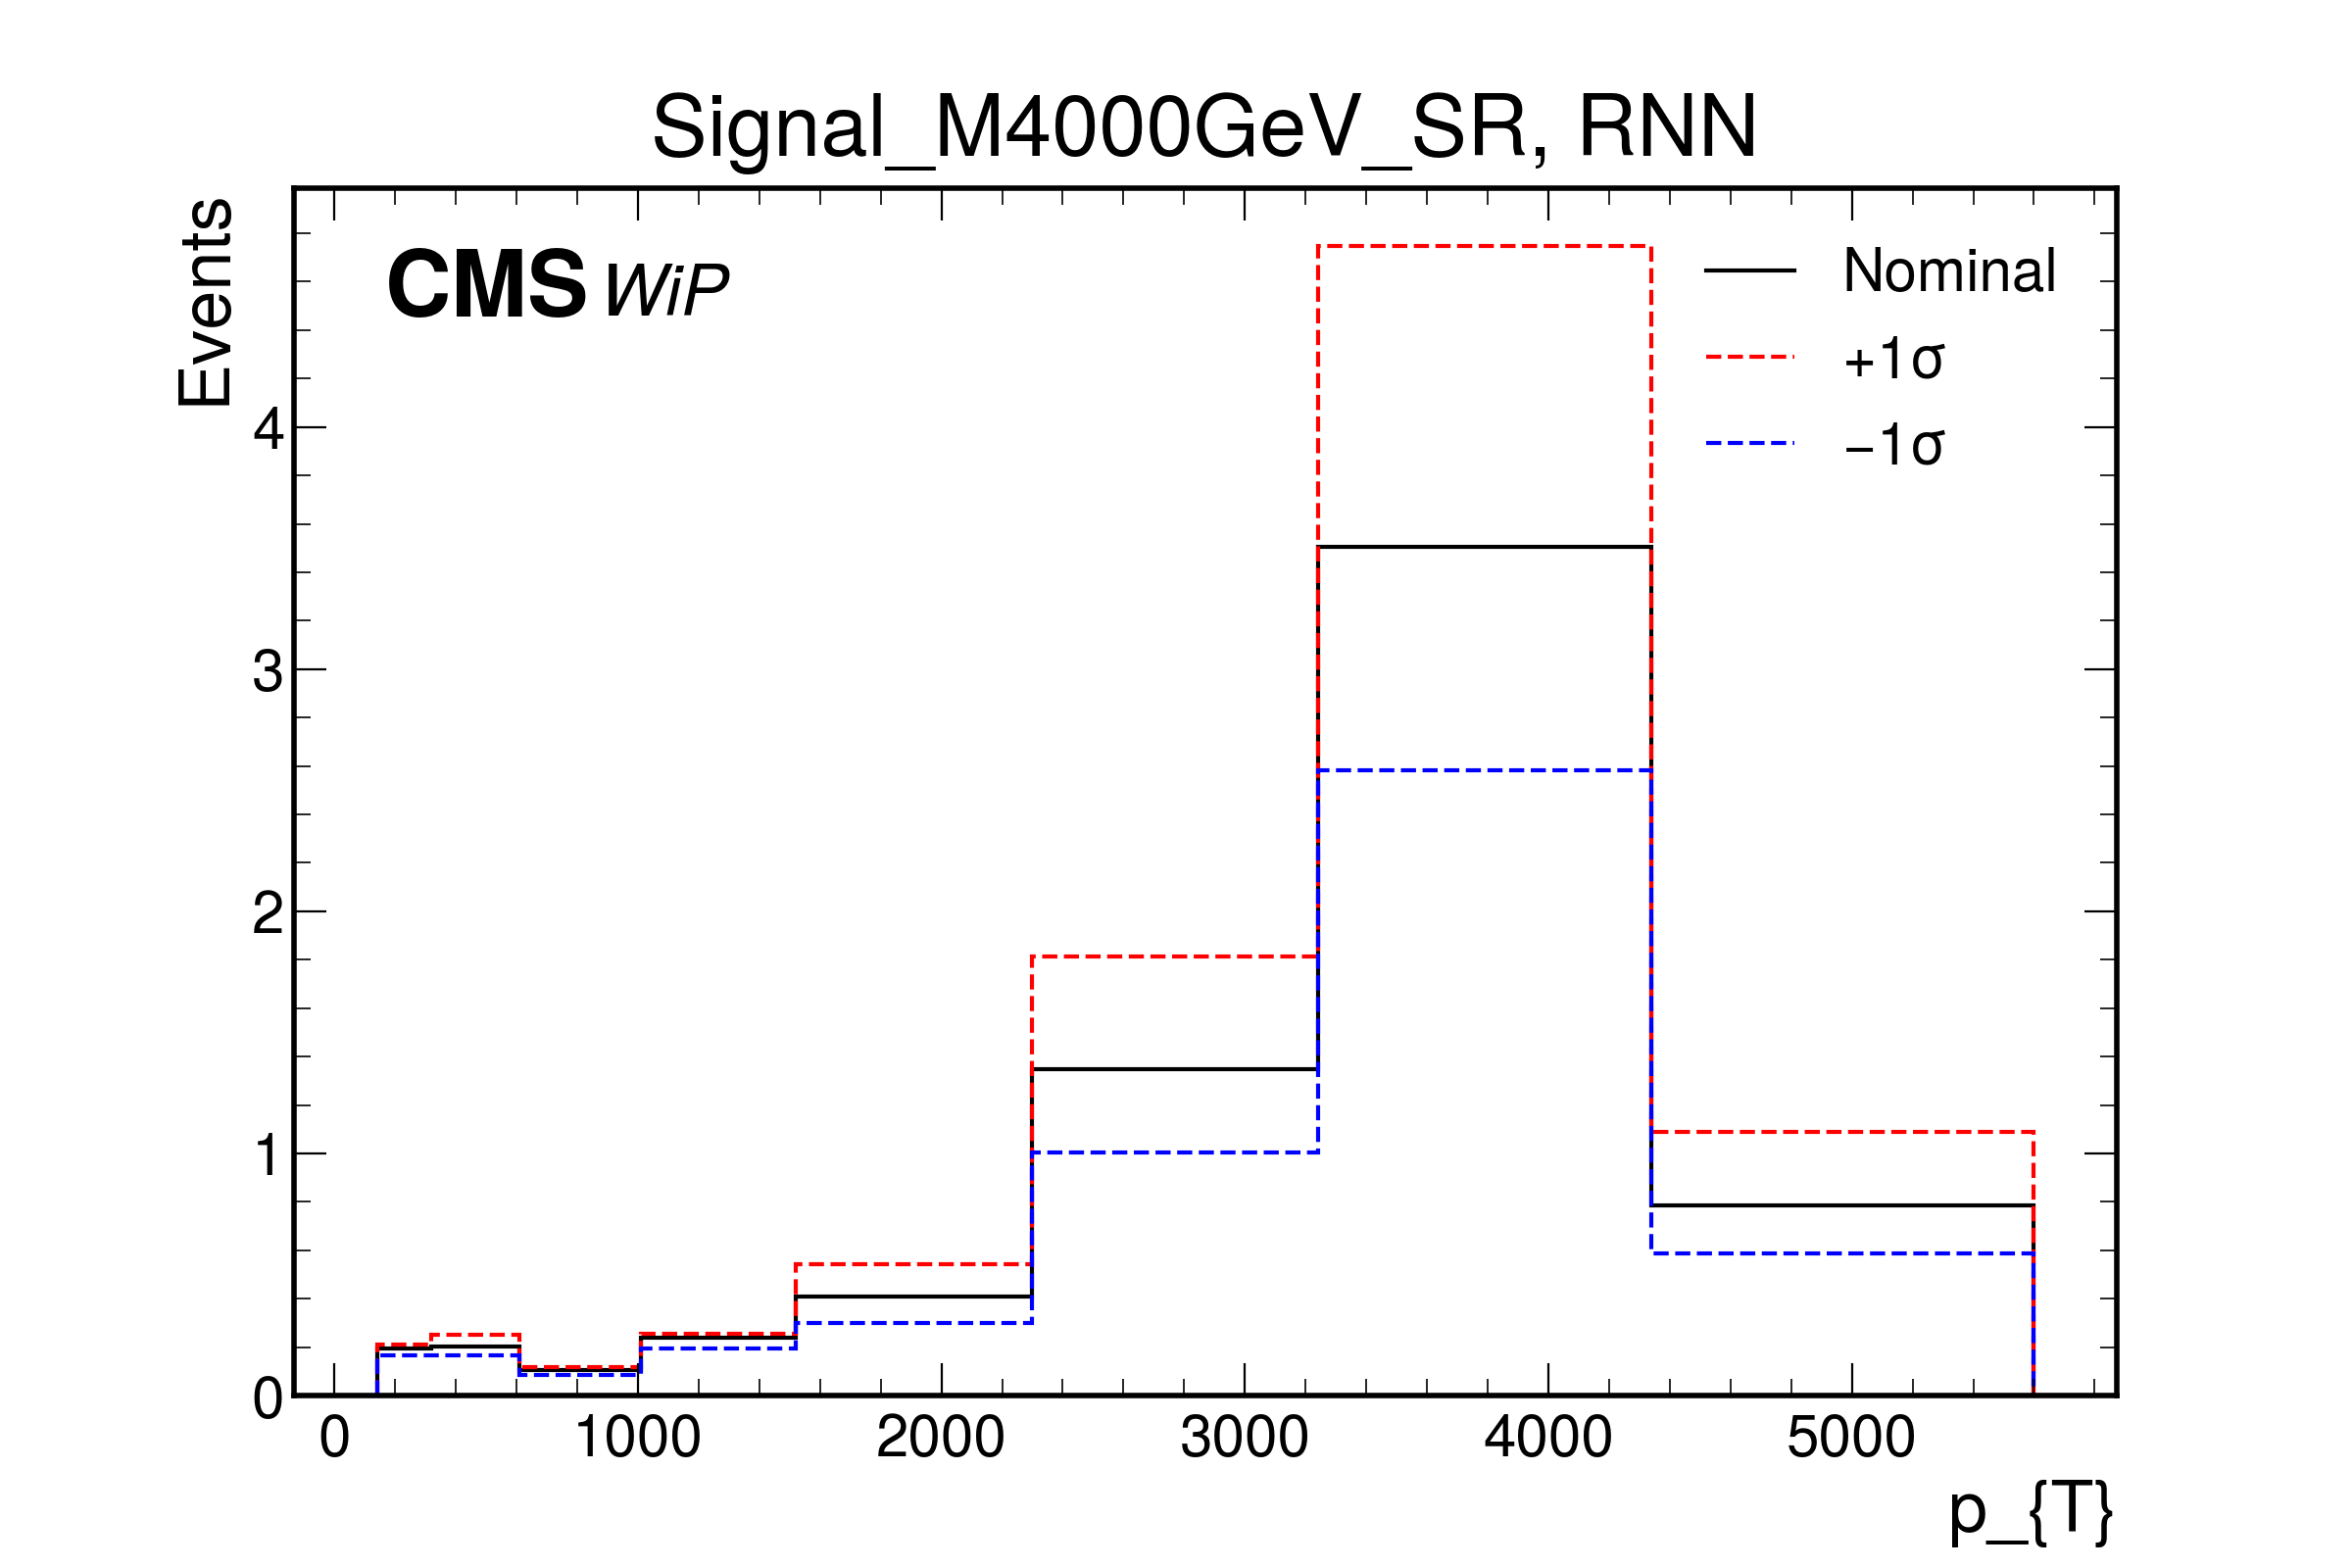 Signal_M4000GeV_SR, RNN
Events
CMS WiP
Nominal
+1σ
−1σ
4
3
2
1
0
0 1000 2000 3000 4000 5000
p_{T}